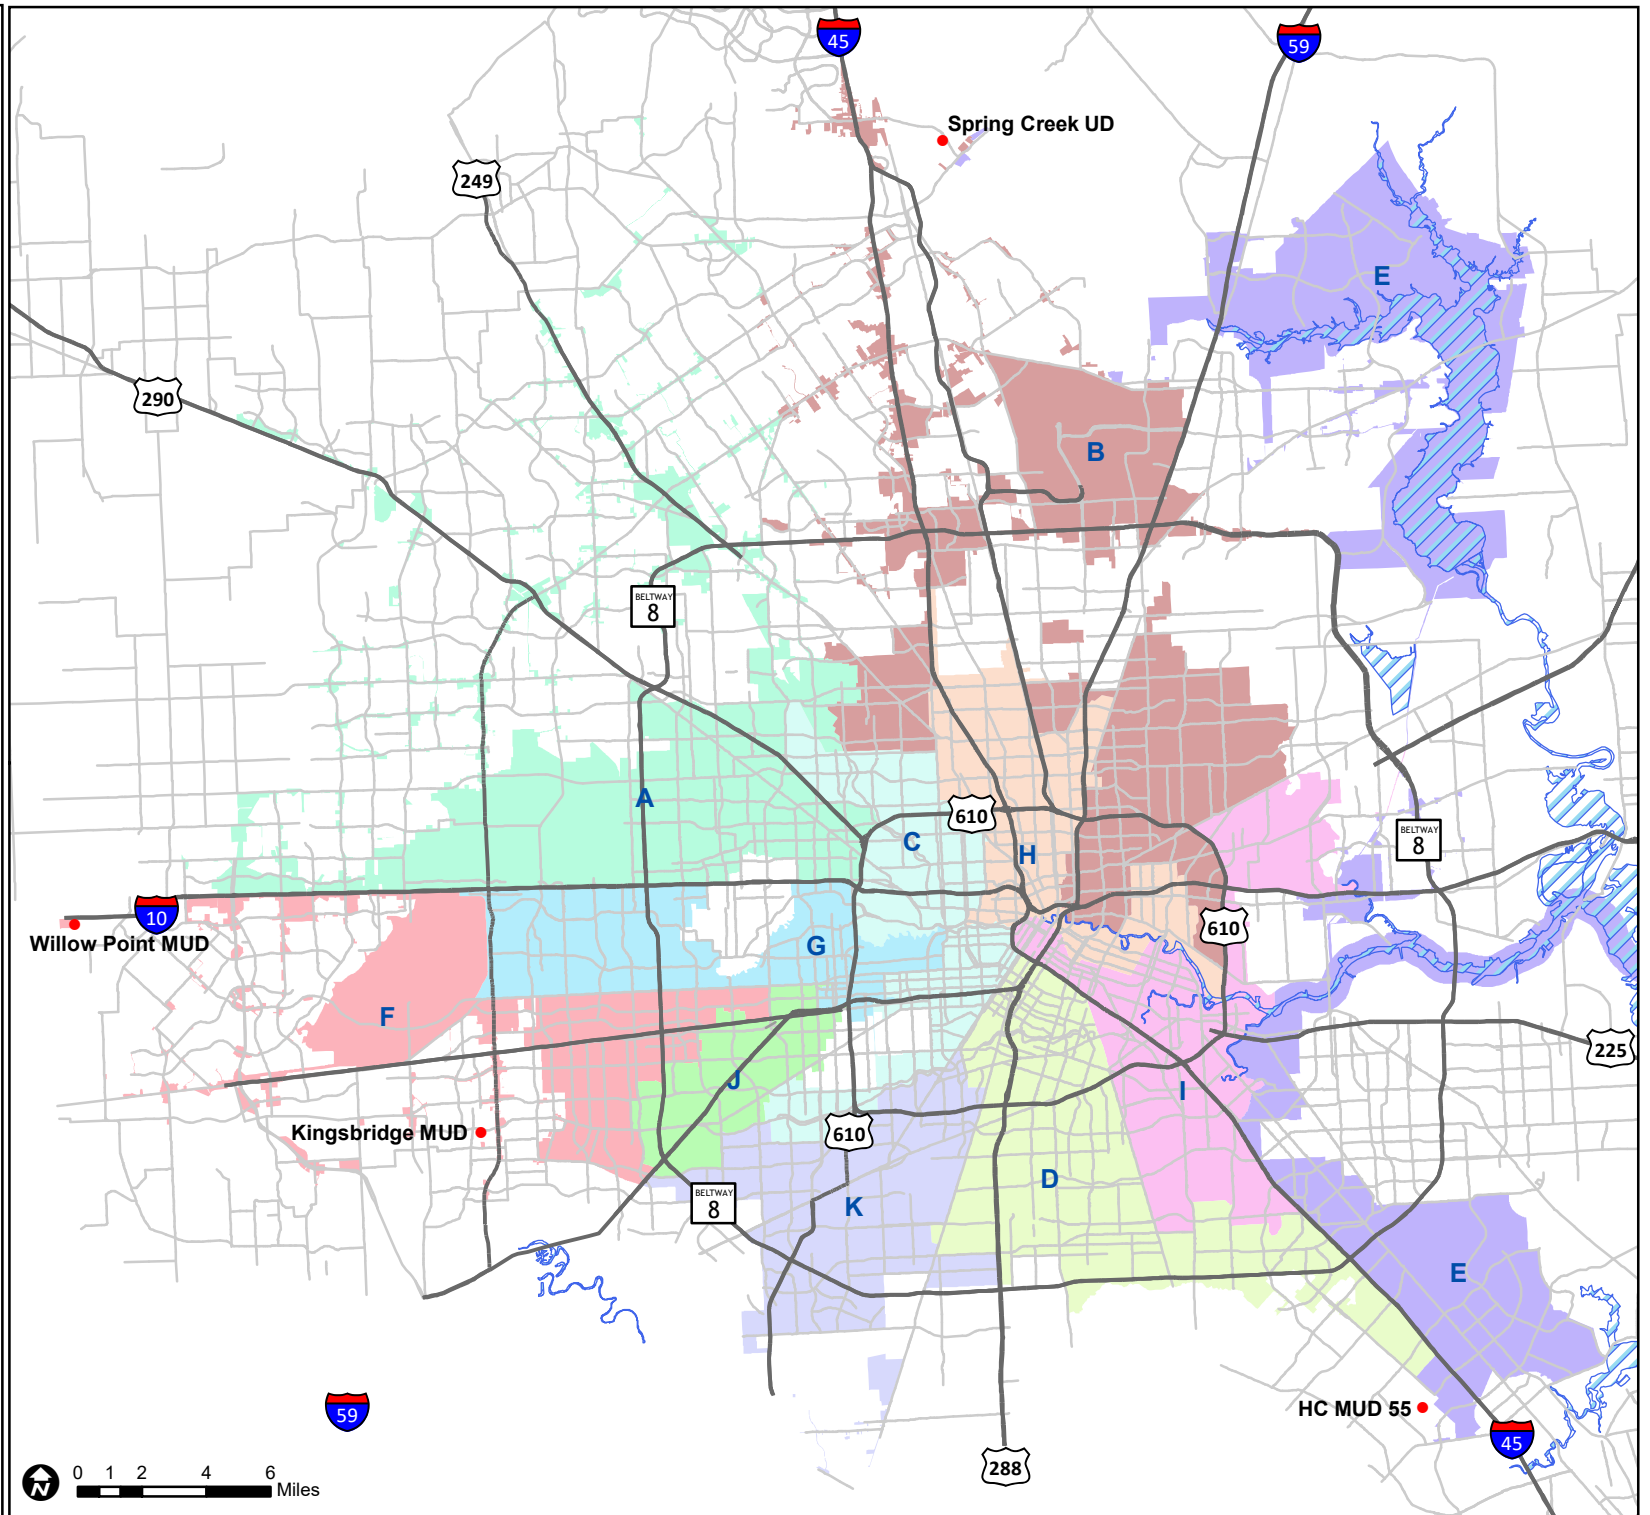 45
59
Spring Creek UD
249
E
290
B
BELTWAY
8
A
610
C
H
BELTWAY
8
10
Willow Point MUD
G
610
F
225
J
I
Kingsbridge MUD
610
D
BELTWAY
8
K
E
59
HC MUD 55
45
288
N
0 1 2 4 6
Miles